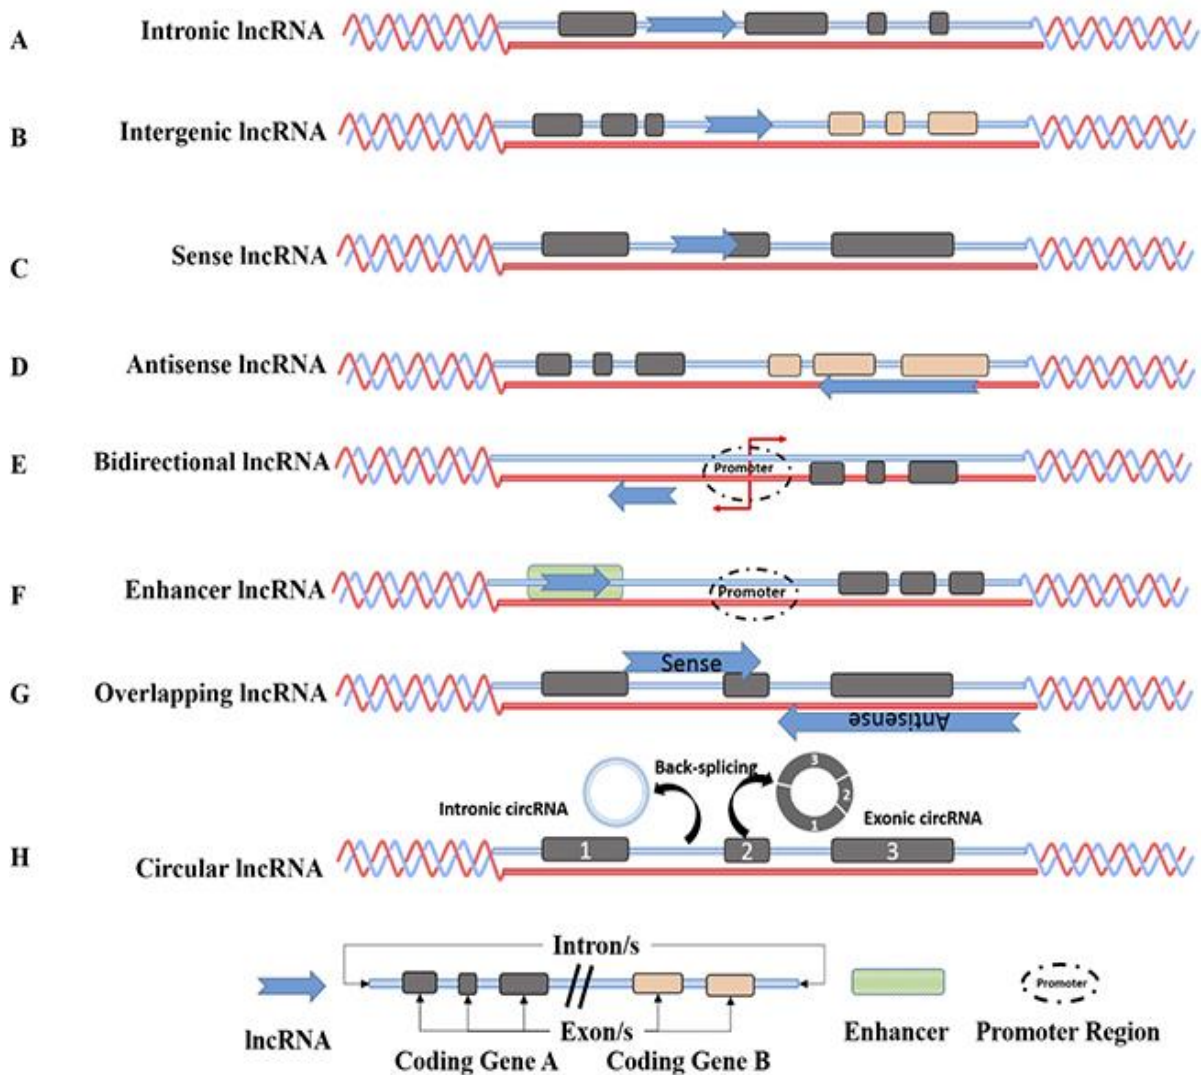 A Intronic lncRNA
B Intergenic lncRNA
C Sense lncRNA
D Antisense lncRNA
E Bidirectional lncRNA
Promoter
F Enhancer lncRNA
Promoter
G Overlapping lncRNA
Sense
Antisense
H Circular lncRNA
Back-splicing
Intronic circRNA
Exonic circRNA
3
2
1
1 2 3
Intron/s
Exon/s
lncRNA
Coding Gene A
Coding Gene B
Enhancer
Promoter
Promoter Region